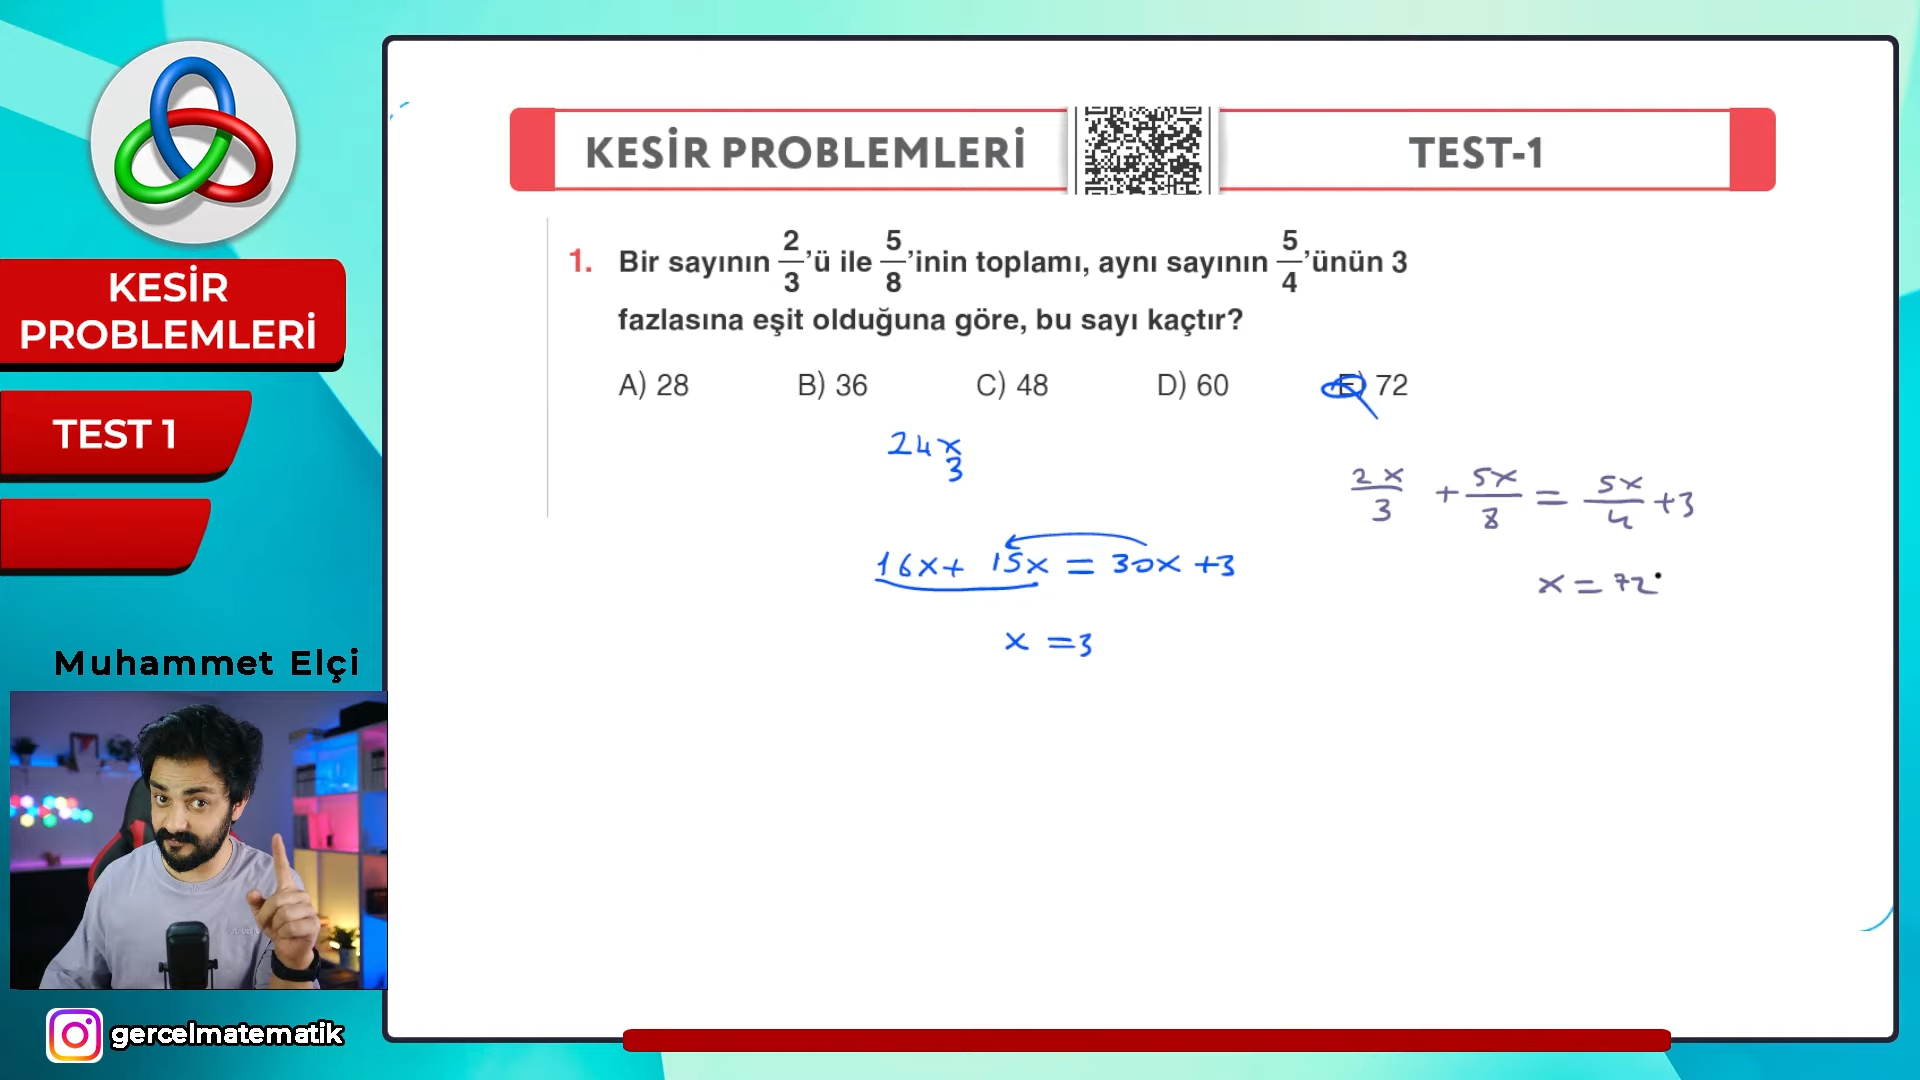 KESİR PROBLEMLERİ
TEST 1
Muhammet Elçi
gercelmatematik
KESİR PROBLEMLERİ TEST-1
1. Bir sayının 2/3 'ü ile 5/8 'inin toplamı, aynı sayının 5/4 'ünün 3
fazlasına eşit olduğuna göre, bu sayı kaçtır?
A) 28 B) 36 C) 48 D) 60 E) 72
24x
3
16x + 15x = 30x + 3
x = 3
2x/3 + 5x/8 = 5x/4 + 3
x = 72